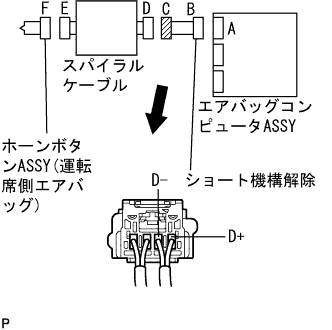 F E D C B A
スパイラル
ケーブル
エアバッグコン
ピュータASSY
ホーンボタ
ンASSY(運転
席側エアバ
ッグ)
ショート機構解除
D-
D+
P